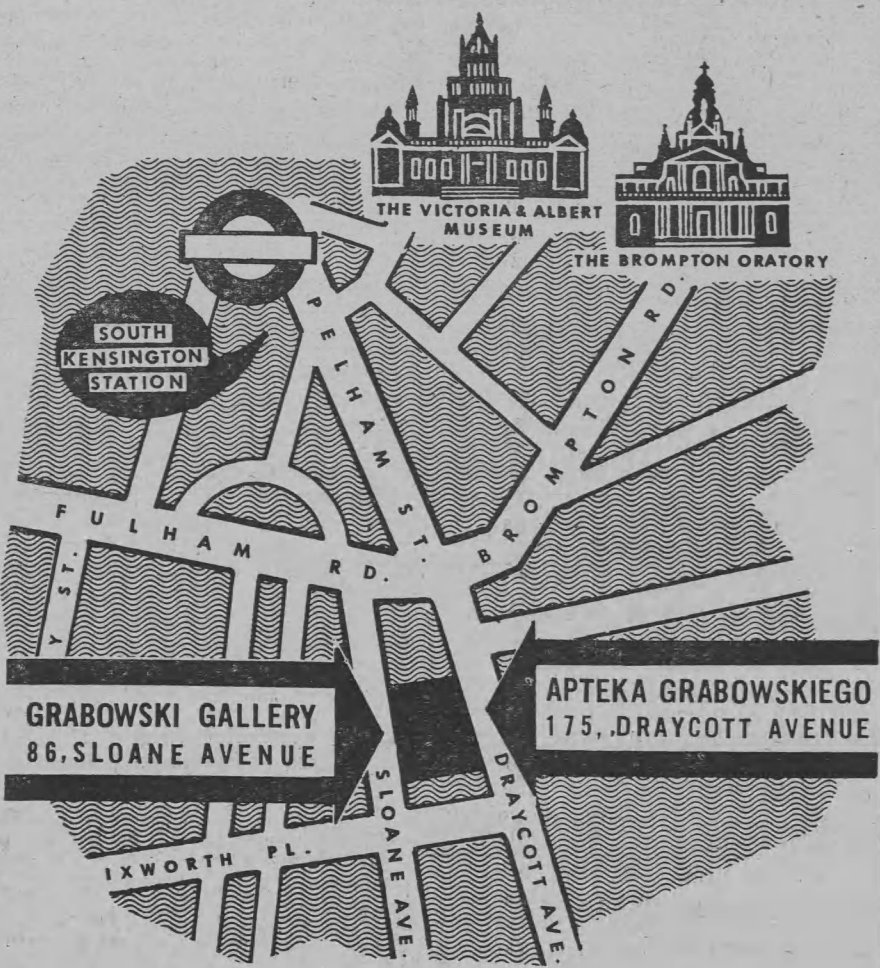 THE VICTORIA & ALBERT
MUSEUM
THE BROMPTON ORATORY
SOUTH
KENSINGTON
STATION
PELHAM ST.
BROMPTON RD.
FULHAM RD.
Y ST.
GRABOWSKI GALLERY
86, SLOANE AVENUE
APTEKA GRABOWSKIEGO
175, .DRAYCOTT AVENUE
SLOANE AVE.
DRAYCOTT AVE.
IXWORTH PL.